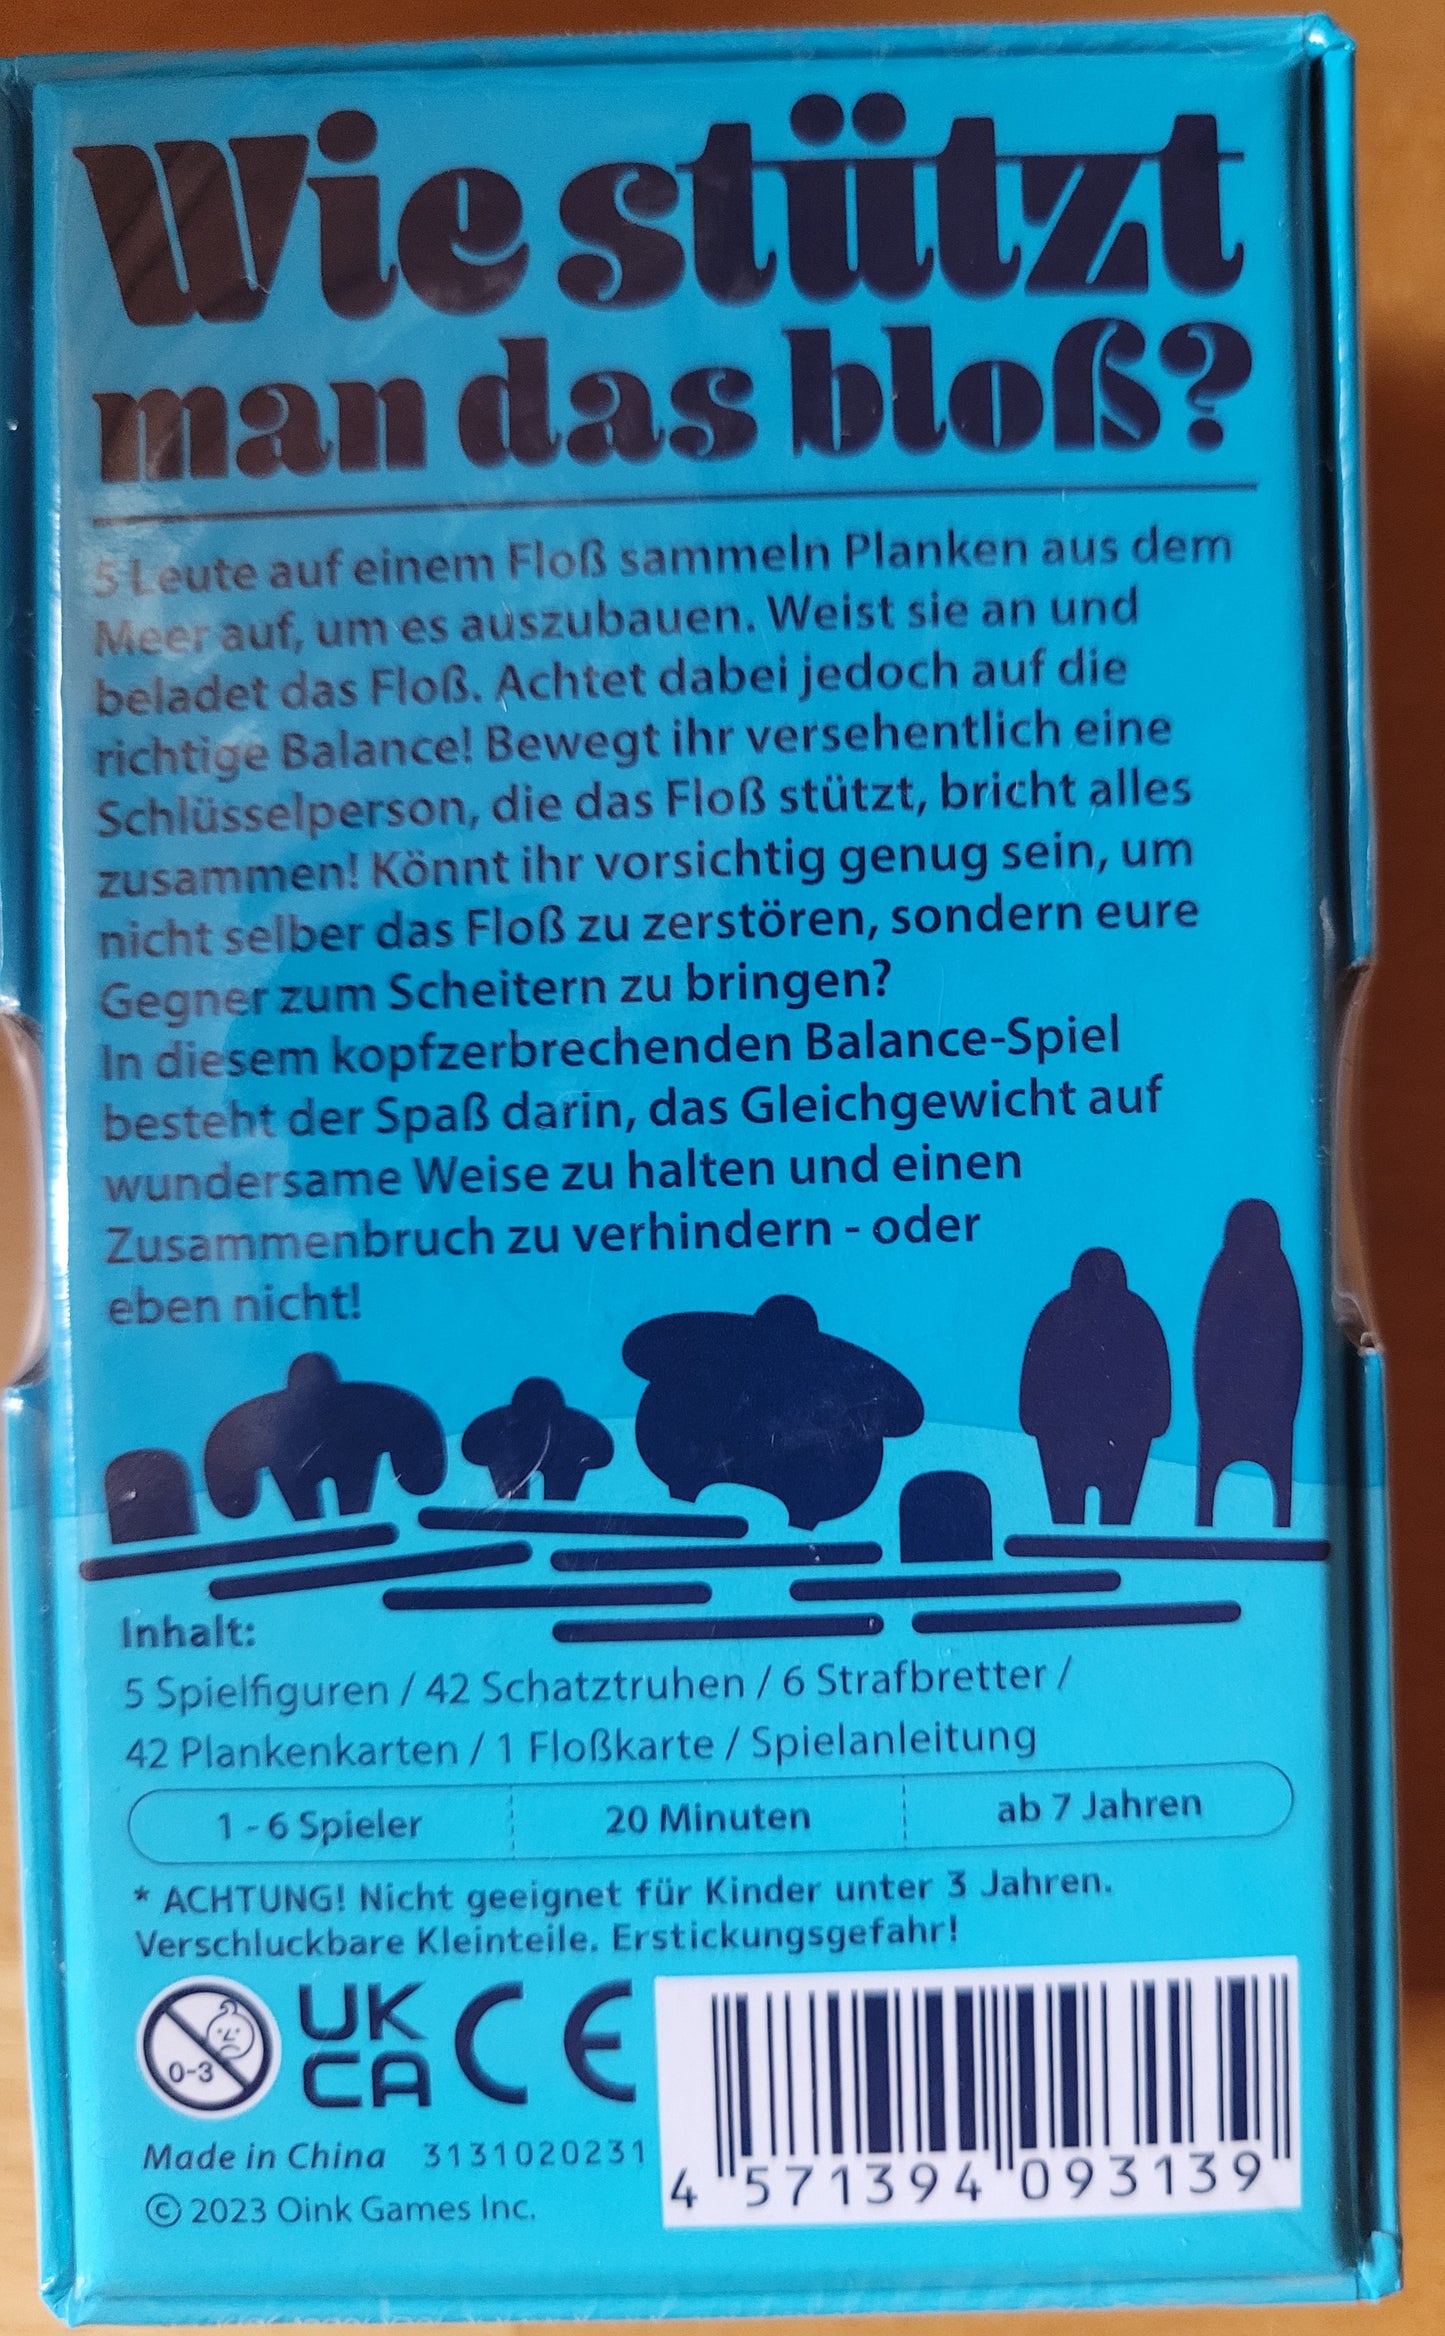 Wie stützt
man das bloß?
5 Leute auf einem Floß sammeln Planken aus dem
Meer auf, um es auszubauen. Weist sie an und
beladet das Floß. Achtet dabei jedoch auf die
richtige Balance! Bewegt ihr versehentlich eine
Schlüsselperson, die das Floß stützt, bricht alles
zusammen! Könnt ihr vorsichtig genug sein, um
nicht selber das Floß zu zerstören, sondern eure
Gegner zum Scheitern zu bringen?
In diesem kopfzerbrechenden Balance-Spiel
besteht der Spaß darin, das Gleichgewicht auf
wundersame Weise zu halten und einen
Zusammenbruch zu verhindern - oder
eben nicht!
Inhalt:
5 Spielfiguren / 42 Schatztruhen / 6 Strafbretter /
42 Plankenkarten / 1 Floßkarte / Spielanleitung
1 - 6 Spieler 20 Minuten ab 7 Jahren
* ACHTUNG! Nicht geeignet für Kinder unter 3 Jahren.
Verschluckbare Kleinteile. Erstickungsgefahr!
0-3
UK
CA CE
Made in China 3131020231
© 2023 Oink Games Inc.
4 571394 093139